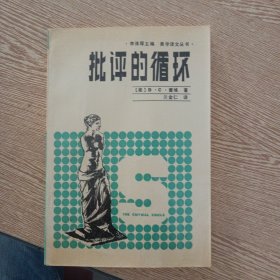 ·李泽厚主编 美学译文丛书·
批评的循环
[美] D·C·霍埃 著
兰金仁 译
S
THE CRITICAL CIRCLE